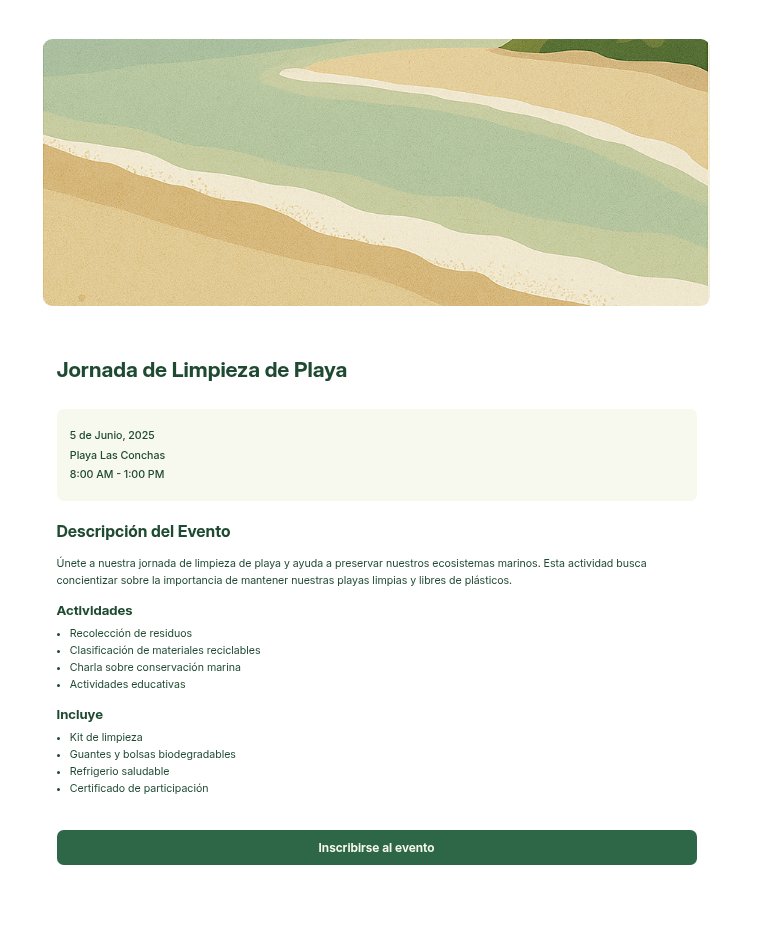 Jornada de Limpieza de Playa
5 de Junio, 2025
Playa Las Conchas
8:00 AM - 1:00 PM
Descripción del Evento
Únete a nuestra jornada de limpieza de playa y ayuda a preservar nuestros ecosistemas marinos. Esta actividad busca
concientizar sobre la importancia de mantener nuestras playas limpias y libres de plásticos.
Actividades
• Recolección de residuos
• Clasificación de materiales reciclables
• Charla sobre conservación marina
• Actividades educativas
Incluye
• Kit de limpieza
• Guantes y bolsas biodegradables
• Refrigerio saludable
• Certificado de participación
Inscribirse al evento